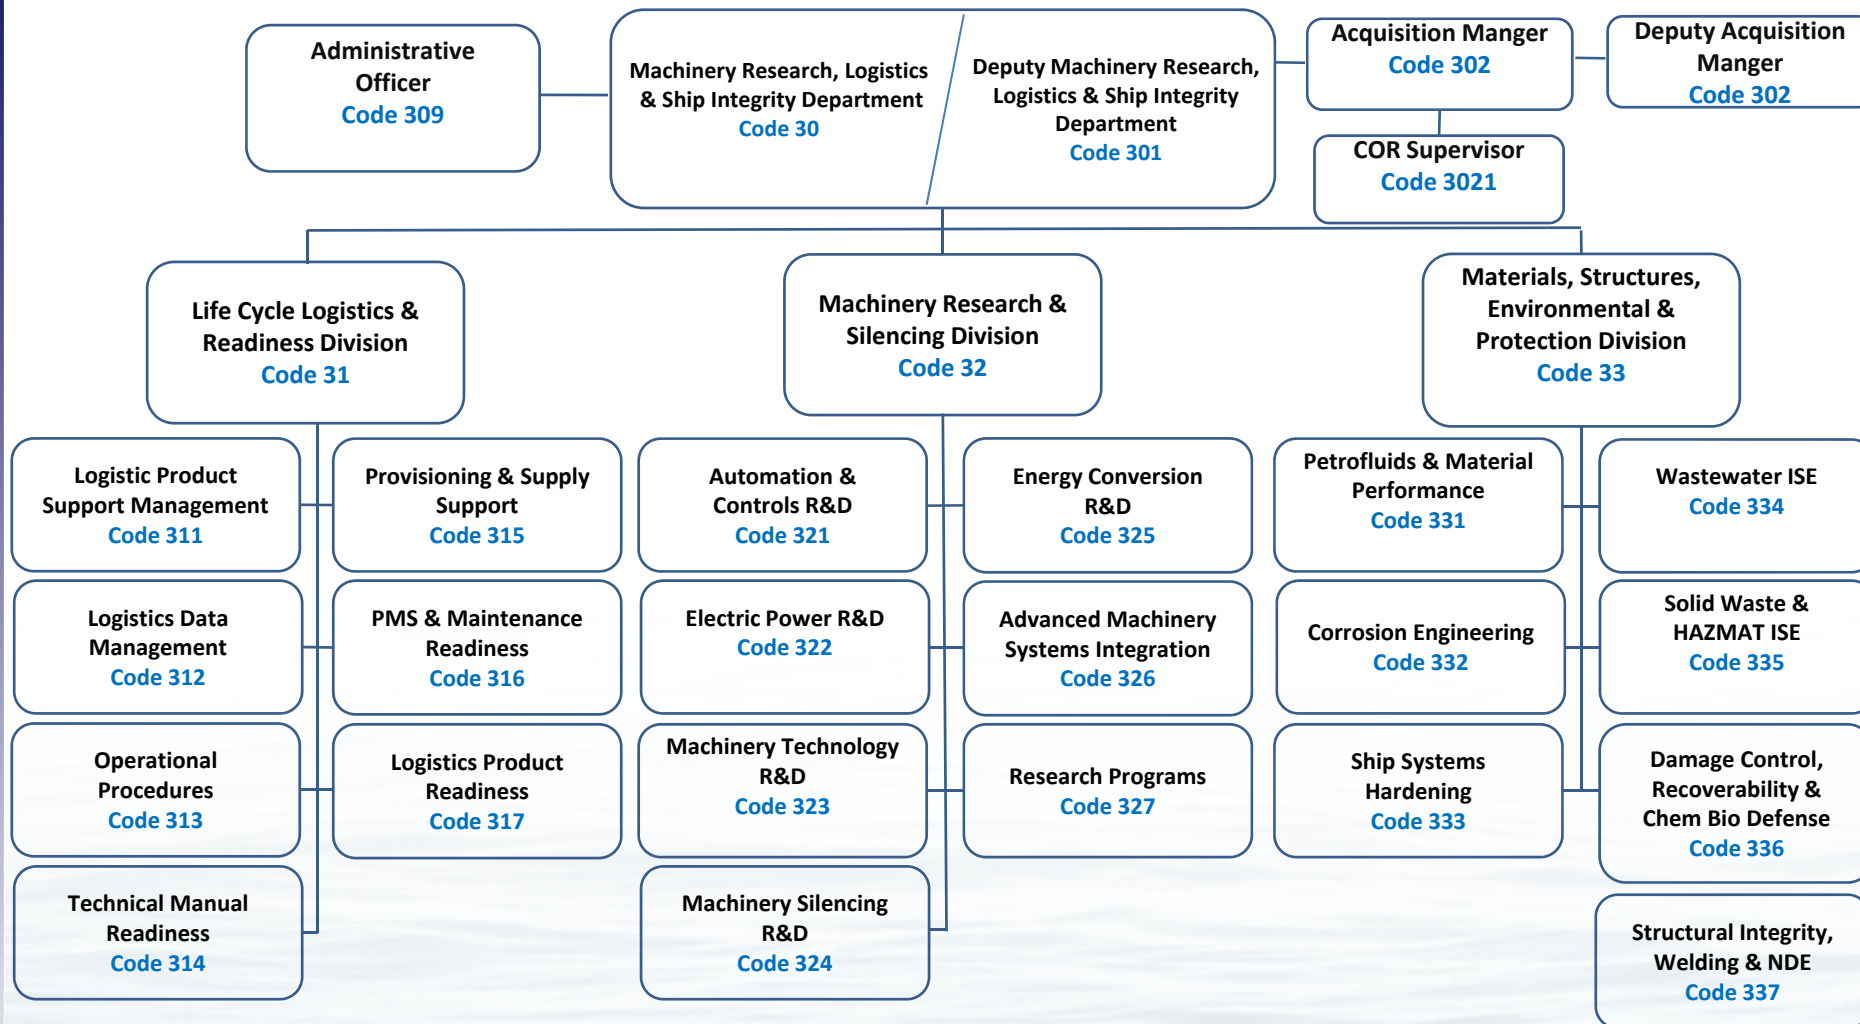 Administrative
Officer
Code 309
Machinery Research, Logistics
& Ship Integrity Department
Code 30
Deputy Machinery Research,
Logistics & Ship Integrity
Department
Code 301
Acquisition Manger
Code 302
Deputy Acquisition
Manger
Code 302
COR Supervisor
Code 3021
Life Cycle Logistics &
Readiness Division
Code 31
Machinery Research &
Silencing Division
Code 32
Materials, Structures,
Environmental &
Protection Division
Code 33
Logistic Product
Support Management
Code 311
Provisioning & Supply
Support
Code 315
Automation &
Controls R&D
Code 321
Energy Conversion
R&D
Code 325
Petrofluids & Material
Performance
Code 331
Wastewater ISE
Code 334
Logistics Data
Management
Code 312
PMS & Maintenance
Readiness
Code 316
Electric Power R&D
Code 322
Advanced Machinery
Systems Integration
Code 326
Corrosion Engineering
Code 332
Solid Waste &
HAZMAT ISE
Code 335
Operational
Procedures
Code 313
Logistics Product
Readiness
Code 317
Machinery Technology
R&D
Code 323
Research Programs
Code 327
Ship Systems
Hardening
Code 333
Damage Control,
Recoverability &
Chem Bio Defense
Code 336
Technical Manual
Readiness
Code 314
Machinery Silencing
R&D
Code 324
Structural Integrity,
Welding & NDE
Code 337